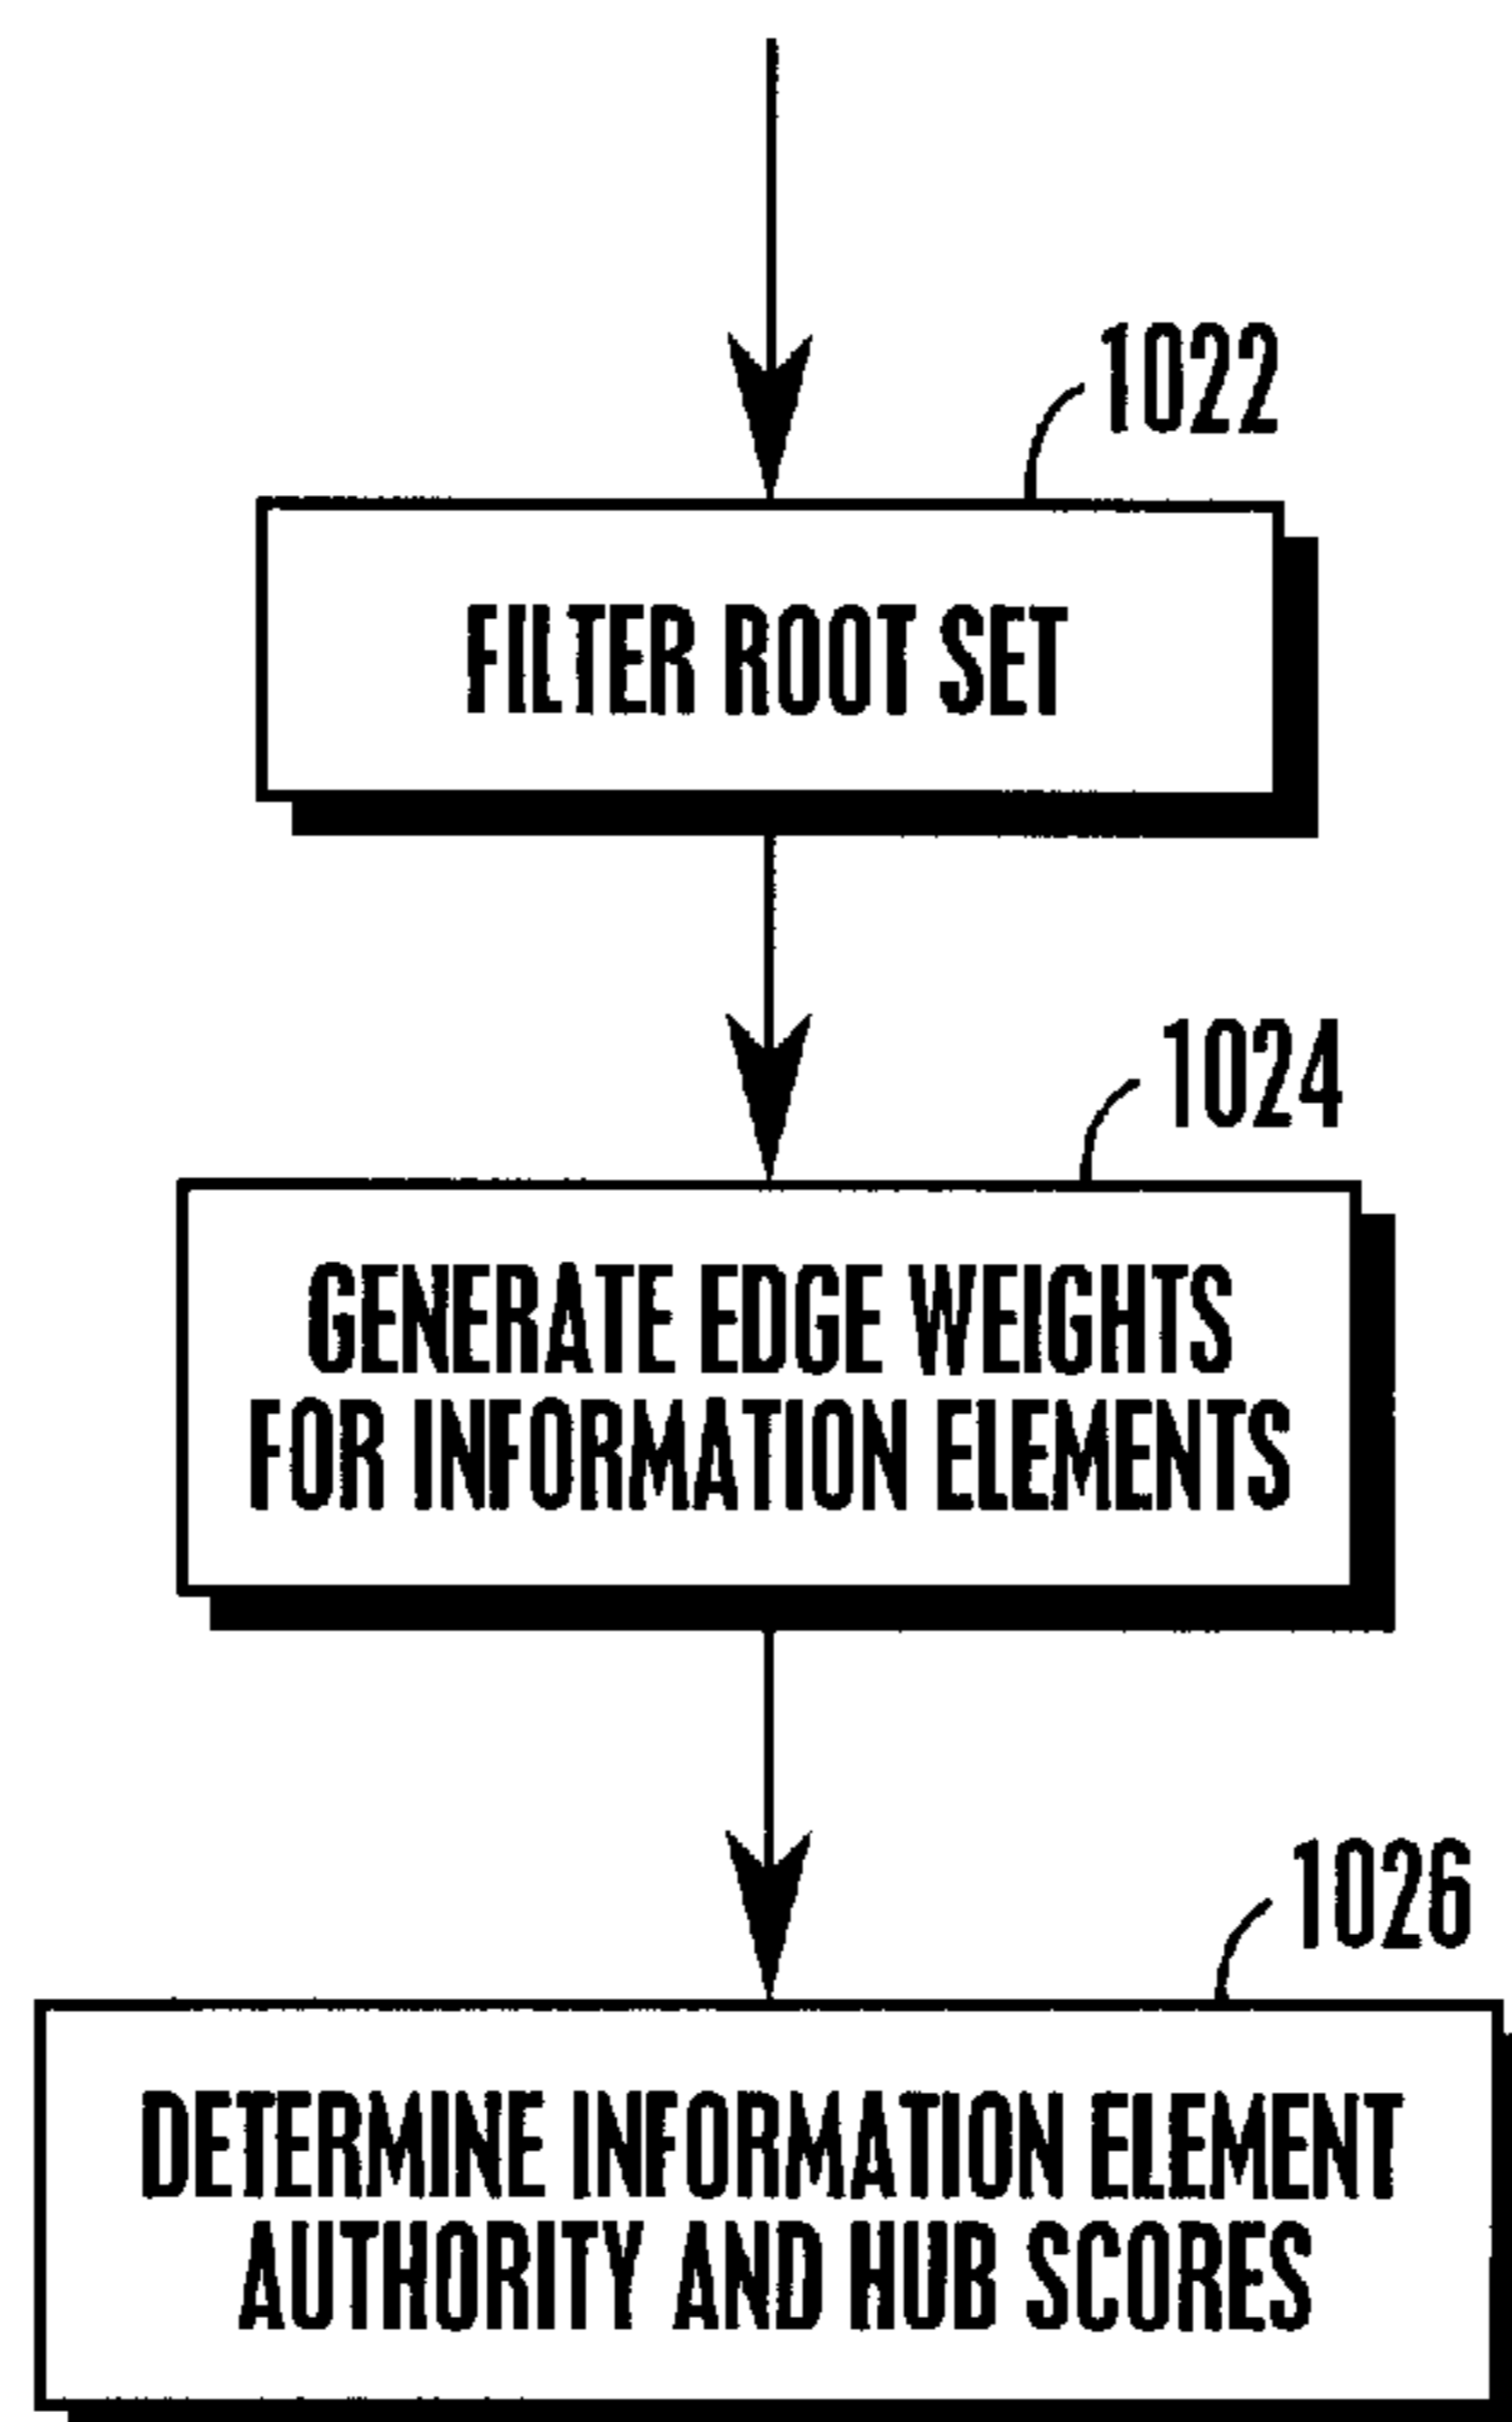 1022
FILTER ROOT SET
1024
GENERATE EDGE WEIGHTS
FOR INFORMATION ELEMENTS
1026
DETERMINE INFORMATION ELEMENT
AUTHORITY AND HUB SCORES